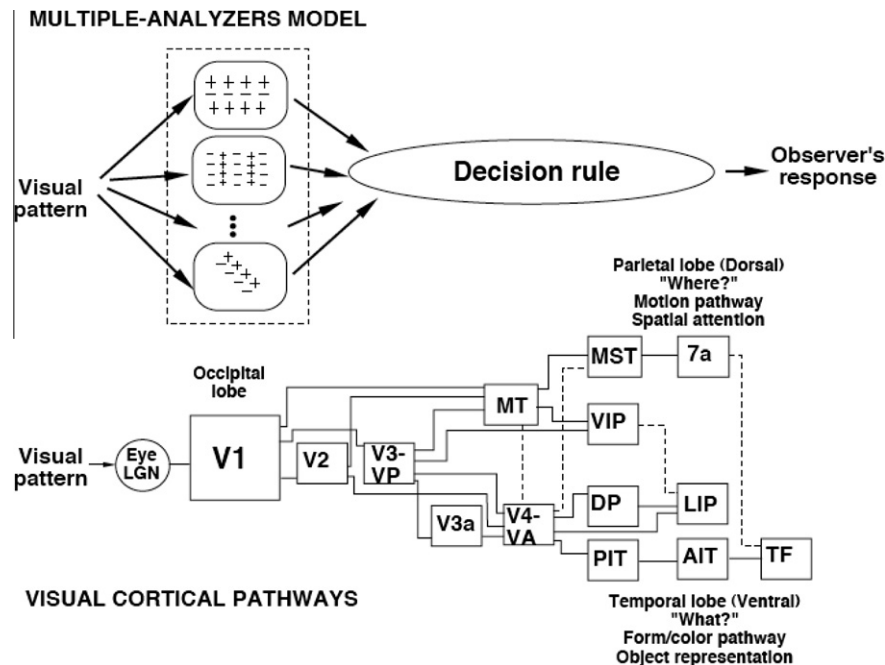 MULTIPLE-ANALYZERS MODEL
+ + + +
– – – –
+ + + +
– + – + –
– + – + –
– + – + –
Visual
pattern
Decision rule
Observer's
response
+
–+
–+
–+
–
Parietal lobe (Dorsal)
"Where?"
Motion pathway
Spatial attention
Occipital
lobe
MST
7a
MT
VIP
Visual
pattern
Eye
LGN
V1
V2
V3-
VP
V3a
V4-
VA
DP
LIP
PIT
AIT
TF
VISUAL CORTICAL PATHWAYS
Temporal lobe (Ventral)
"What?"
Form/color pathway
Object representation